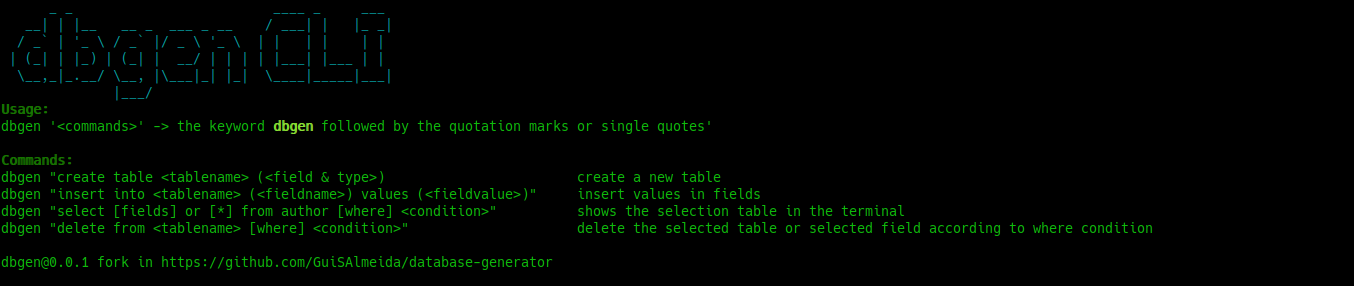 dbgen CLI
Usage:
dbgen '<commands>' -> the keyword dbgen followed by the quotation marks or single quotes'
Commands:
dbgen "create table <tablename> (<field & type>) create a new table
dbgen "insert into <tablename> (<fieldname>) values (<fieldvalue>)" insert values in fields
dbgen "select [fields] or [*] from author [where] <condition>" shows the selection table in the terminal
dbgen "delete from <tablename> [where] <condition>" delete the selected table or selected field according to where condition
dbgen@0.0.1 fork in https://github.com/GuiSAlmeida/database-generator